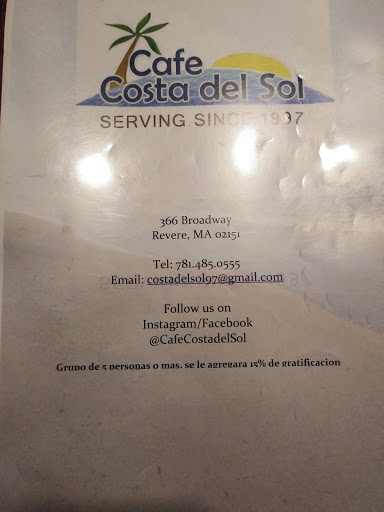 Cafe
Costa del Sol
SERVING SINCE 1997
366 Broadway
Revere, MA 02151
Tel: 781.485.0555
Email: costadelsol97@gmail.com
Follow us on
Instagram/Facebook
@CafeCostadelSol
Grupo de 5 personas o mas, se le agregara 15% de gratificacion